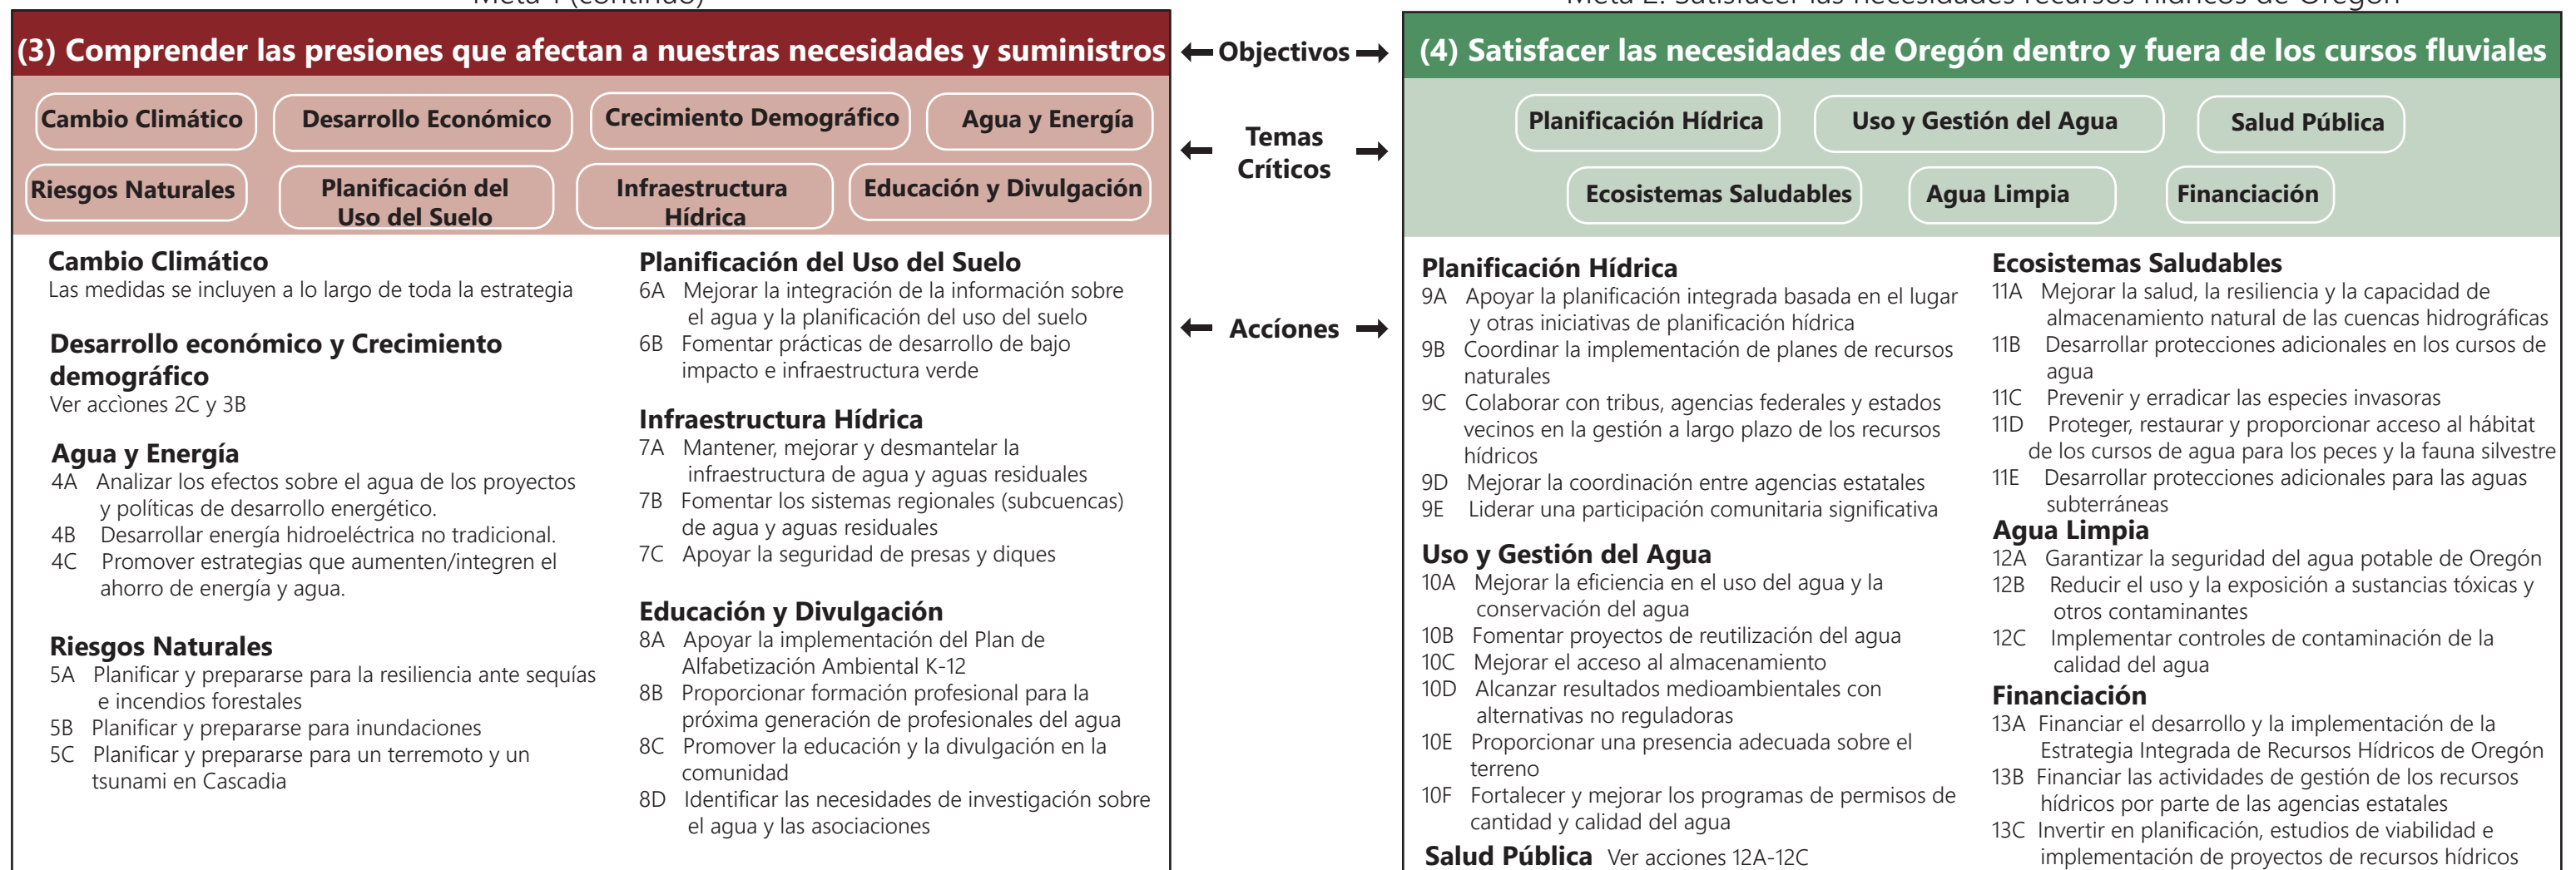 Meta 1 (continuo)
(3) Comprender las presiones que afectan a nuestras necesidades y suministros
Cambio Climático
Desarrollo Económico
Crecimiento Demográfico
Agua y Energía
Riesgos Naturales
Planificación del
Uso del Suelo
Infraestructura
Hídrica
Educación y Divulgación
Cambio Climático
Las medidas se incluyen a lo largo de toda la estrategia
Desarrollo económico y Crecimiento
demográfico
Ver accìones 2C y 3B
Agua y Energía
4A Analizar los efectos sobre el agua de los proyectos
y políticas de desarrollo energético.
4B Desarrollar energía hidroeléctrica no tradicional.
4C Promover estrategias que aumenten/integren el
ahorro de energía y agua.
Riesgos Naturales
5A Planificar y prepararse para la resiliencia ante sequías
e incendios forestales
5B Planificar y prepararse para inundaciones
5C Planificar y prepararse para un terremoto y un
tsunami en Cascadia
Planificación del Uso del Suelo
6A Mejorar la integración de la información sobre
el agua y la planificación del uso del suelo
6B Fomentar prácticas de desarrollo de bajo
impacto e infraestructura verde
Infraestructura Hídrica
7A Mantener, mejorar y desmantelar la
infraestructura de agua y aguas residuales
7B Fomentar los sistemas regionales (subcuencas)
de agua y aguas residuales
7C Apoyar la seguridad de presas y diques
Educación y Divulgación
8A Apoyar la implementación del Plan de
Alfabetización Ambiental K-12
8B Proporcionar formación profesional para la
próxima generación de profesionales del agua
8C Promover la educación y la divulgación en la
comunidad
8D Identificar las necesidades de investigación sobre
el agua y las asociaciones
← Objectivos →
← Temas
Críticos →
← Accíones →
Meta 2: Satisfacer las necesidades recursos hídricos de Oregón
(4) Satisfacer las necesidades de Oregón dentro y fuera de los cursos fluviales
Planificación Hídrica
Uso y Gestión del Agua
Salud Pública
Ecosistemas Saludables
Agua Limpia
Financiación
Planificación Hídrica
9A Apoyar la planificación integrada basada en el lugar
y otras iniciativas de planificación hídrica
9B Coordinar la implementación de planes de recursos
naturales
9C Colaborar con tribus, agencias federales y estados
vecinos en la gestión a largo plazo de los recursos
hídricos
9D Mejorar la coordinación entre agencias estatales
9E Liderar una participación comunitaria significativa
Uso y Gestión del Agua
10A Mejorar la eficiencia en el uso del agua y la
conservación del agua
10B Fomentar proyectos de reutilización del agua
10C Mejorar el acceso al almacenamiento
10D Alcanzar resultados medioambientales con
alternativas no reguladoras
10E Proporcionar una presencia adecuada sobre el
terreno
10F Fortalecer y mejorar los programas de permisos de
cantidad y calidad del agua
Salud Pública Ver acciones 12A-12C
Ecosistemas Saludables
11A Mejorar la salud, la resiliencia y la capacidad de
almacenamiento natural de las cuencas hidrográficas
11B Desarrollar protecciones adicionales en los cursos de
agua
11C Prevenir y erradicar las especies invasoras
11D Proteger, restaurar y proporcionar acceso al hábitat
de los cursos de agua para los peces y la fauna silvestre
11E Desarrollar protecciones adicionales para las aguas
subterráneas
Agua Limpia
12A Garantizar la seguridad del agua potable de Oregón
12B Reducir el uso y la exposición a sustancias tóxicas y
otros contaminantes
12C Implementar controles de contaminación de la
calidad del agua
Financiación
13A Financiar el desarrollo y la implementación de la
Estrategia Integrada de Recursos Hídricos de Oregón
13B Financiar las actividades de gestión de los recursos
hídricos por parte de las agencias estatales
13C Invertir en planificación, estudios de viabilidad e
implementación de proyectos de recursos hídricos